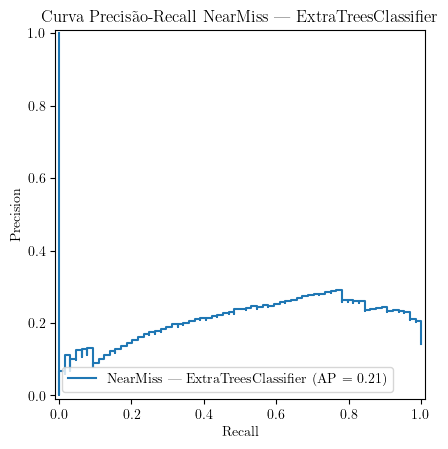 Curva Precisão-Recall NearMiss — ExtraTreesClassifier
1.0
0.8
0.6
0.4
0.2
0.0
Precision
NearMiss — ExtraTreesClassifier (AP = 0.21)
0.0 0.2 0.4 0.6 0.8 1.0
Recall